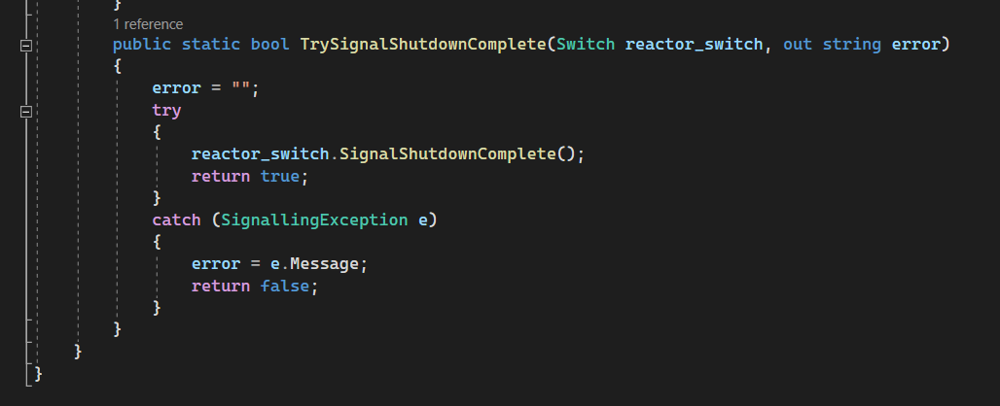 }
1 reference
public static bool TrySignalShutdownComplete(Switch reactor_switch, out string error)
{
error = "";
try
{
reactor_switch.SignalShutdownComplete();
return true;
}
catch (SignallingException e)
{
error = e.Message;
return false;
}
}
}
}